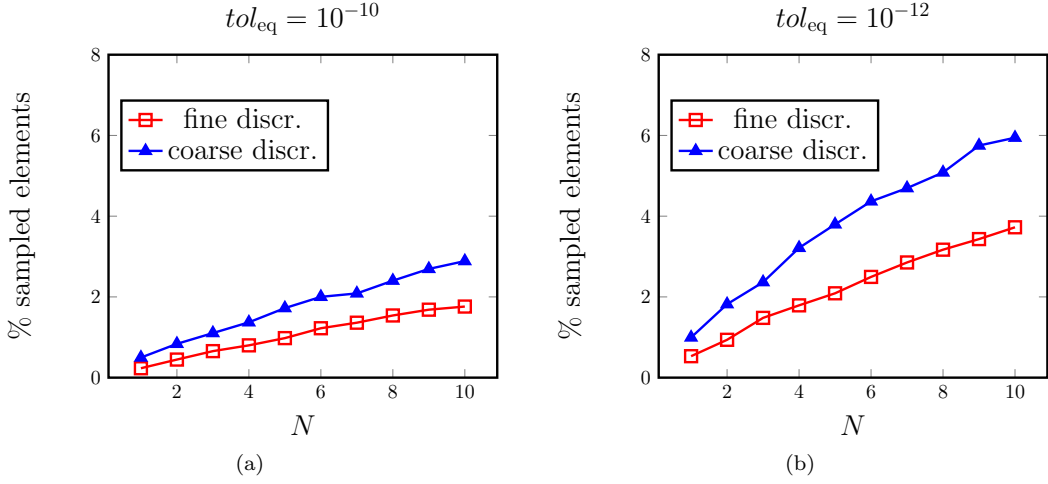 tol_eq = 10^−10
8
6
4
2
0
% sampled elements
fine discr.
coarse discr.
2 4 6 8 10
N
(a)
tol_eq = 10^−12
8
6
4
2
0
% sampled elements
fine discr.
coarse discr.
2 4 6 8 10
N
(b)